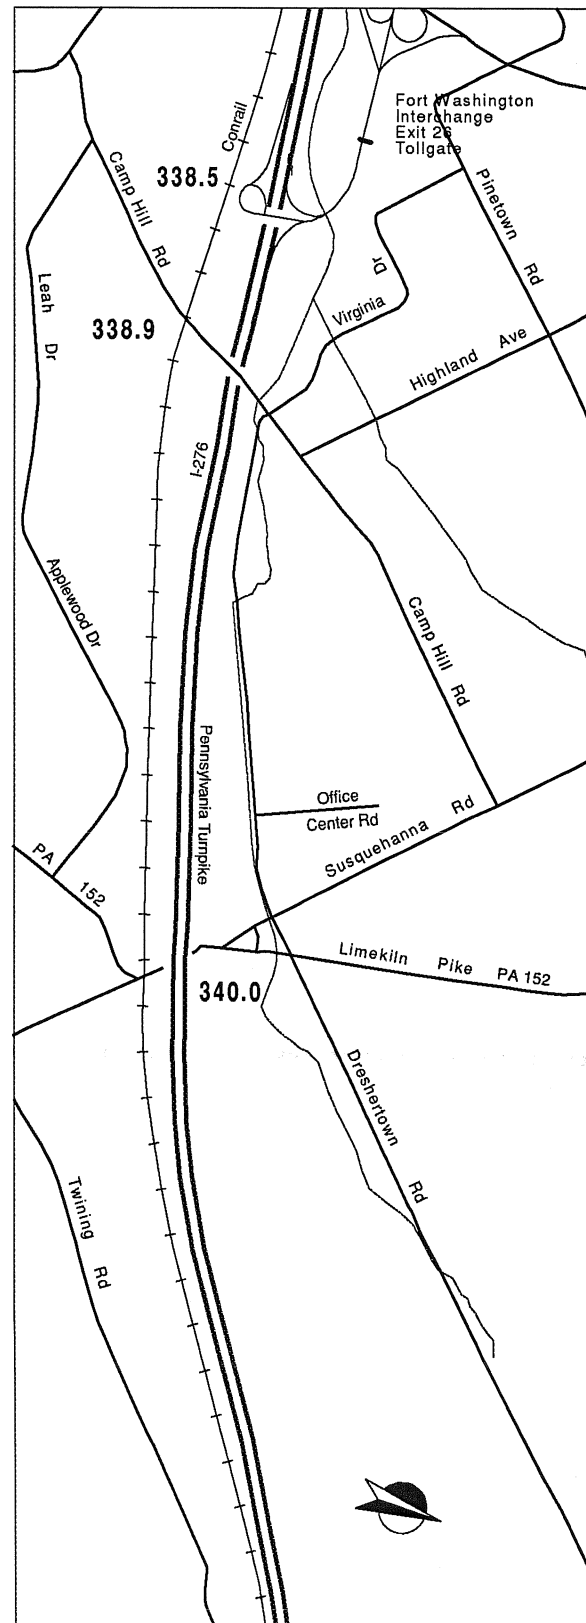 Fort Washington
Interchange
Exit 26
Tollgate
Conrail
338.5
Camp Hill Rd
Pinetown Rd
Leah Dr
Virginia Dr
338.9
Highland Ave
I-276
Applewood Dr
Camp Hill Rd
Pennsylvania Turnpike
Office
Center Rd
Susquehanna Rd
PA 152
Limekiln Pike PA 152
340.0
Dreshertown Rd
Twining Rd